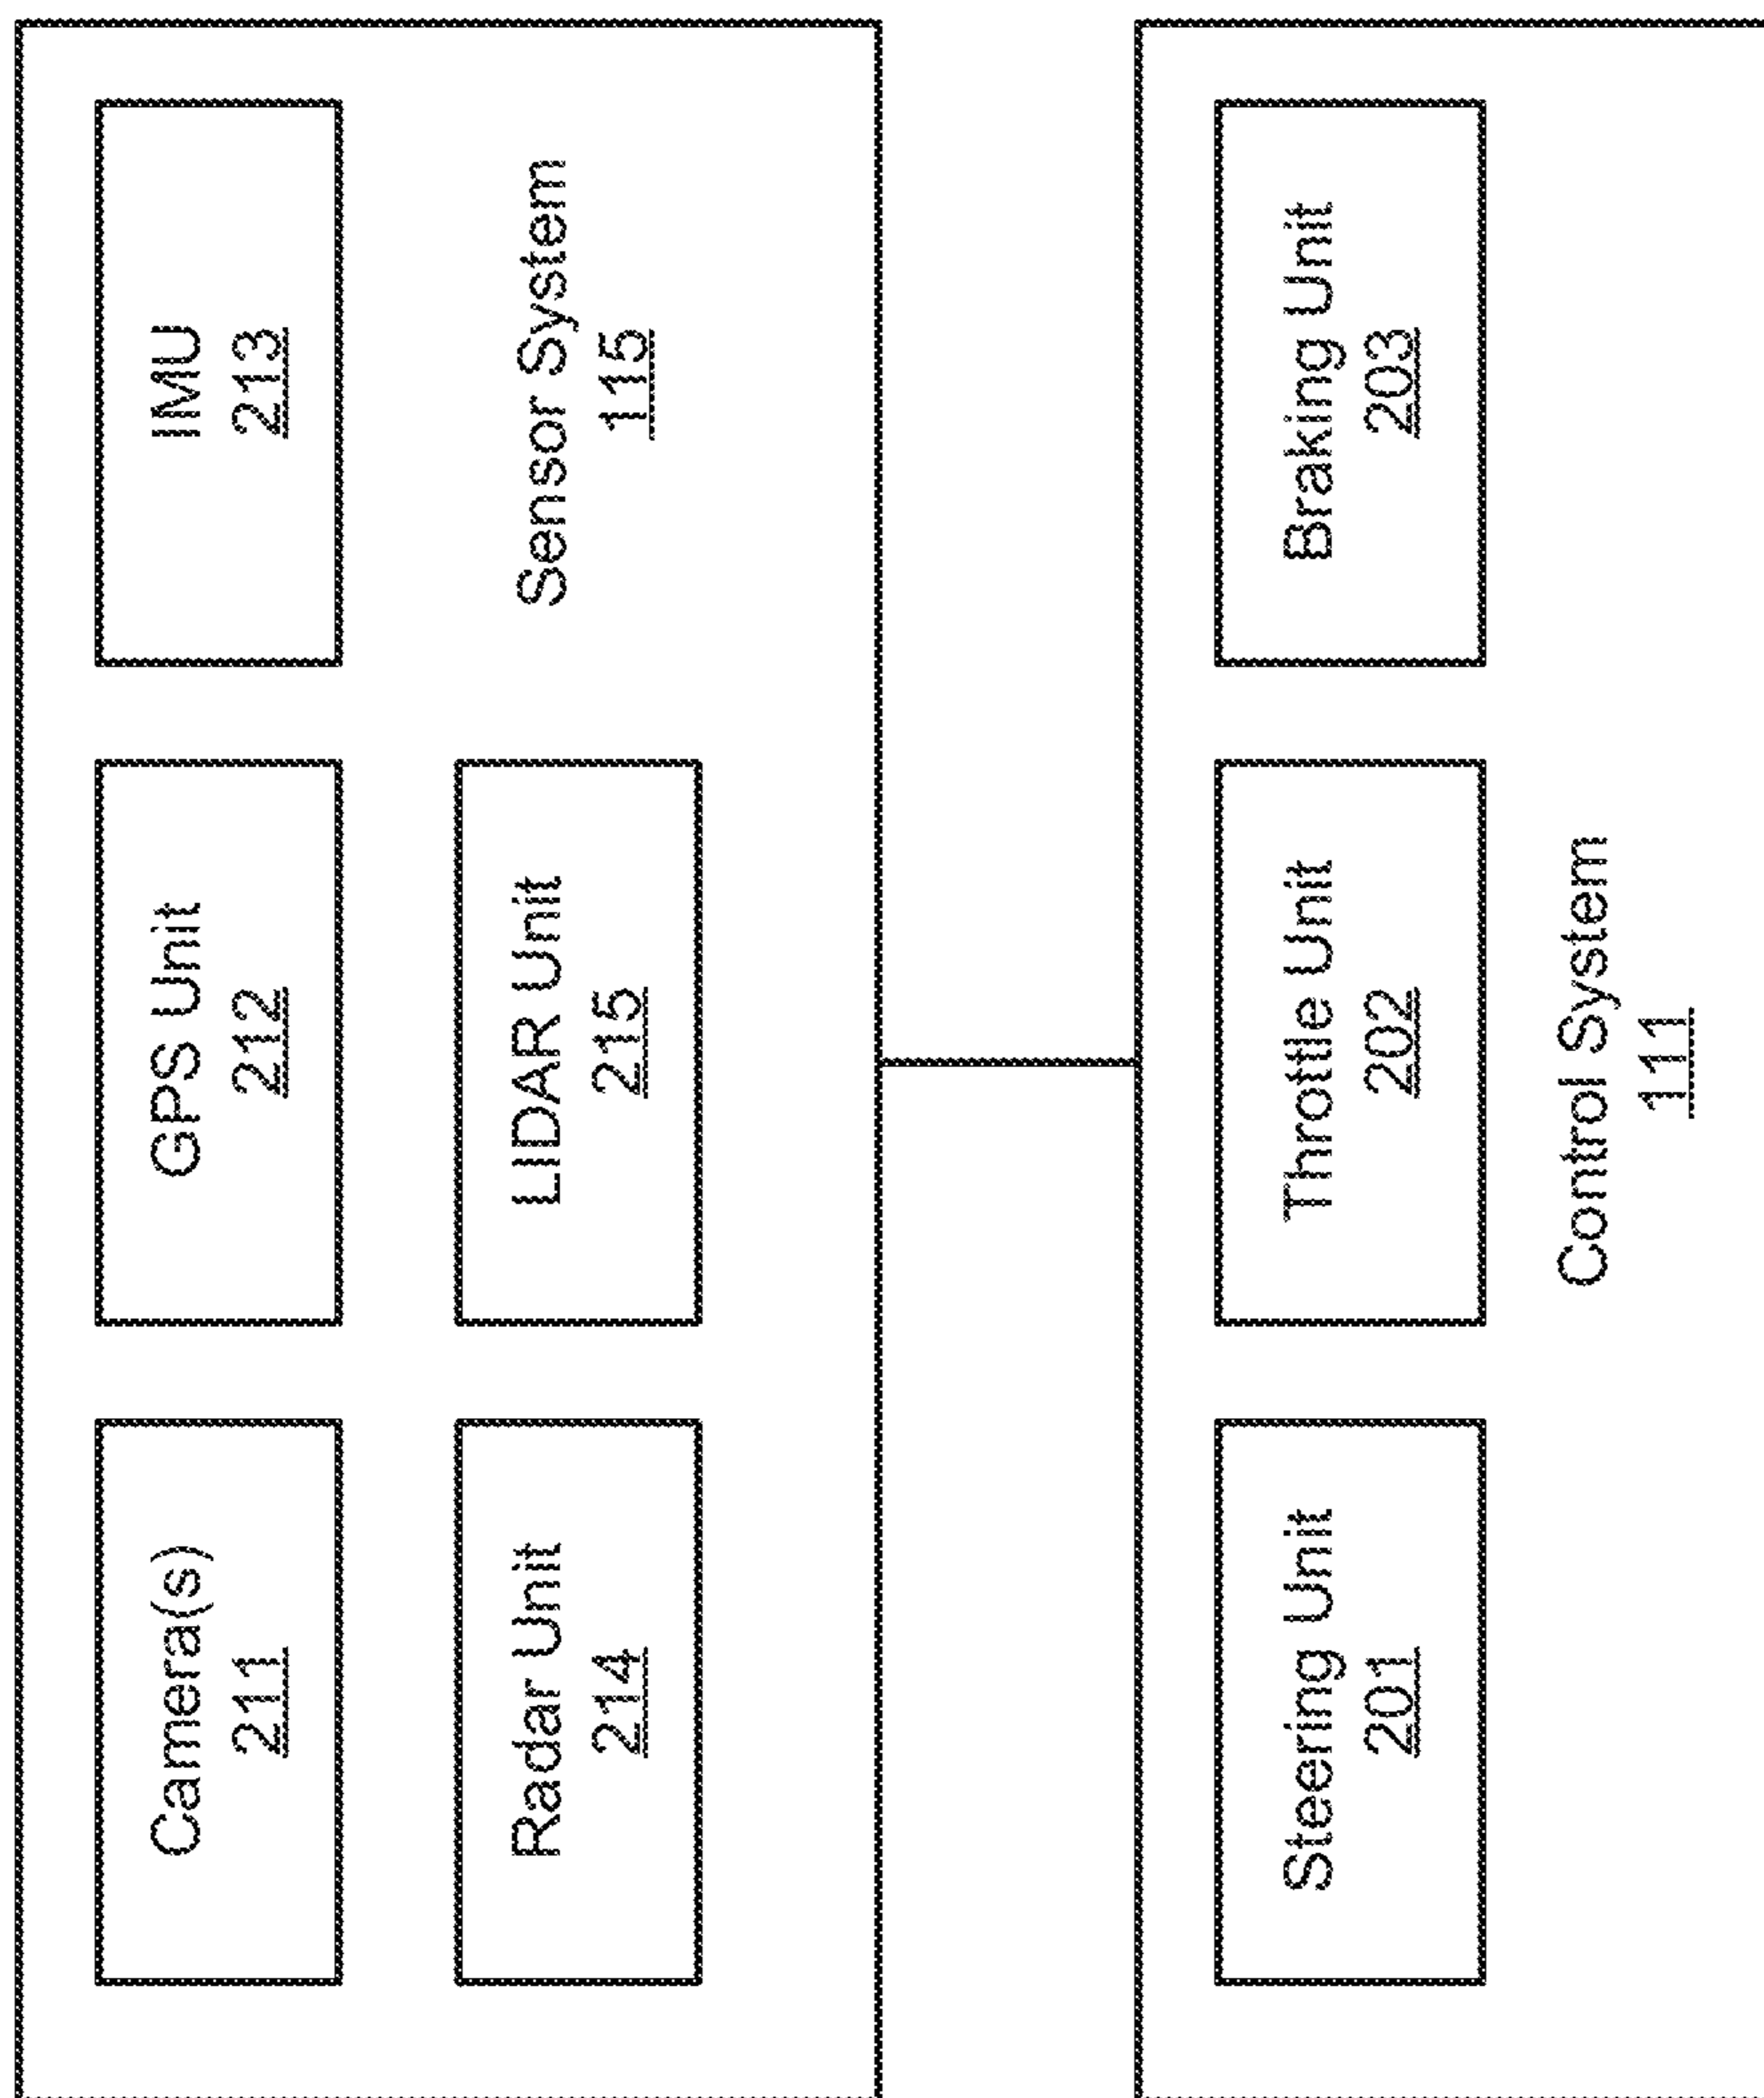 Camera(s)
211
GPS Unit
212
IMU
213
Radar Unit
214
LIDAR Unit
215
Sensor System
115
Steering Unit
201
Throttle Unit
202
Braking Unit
203
Control System
111